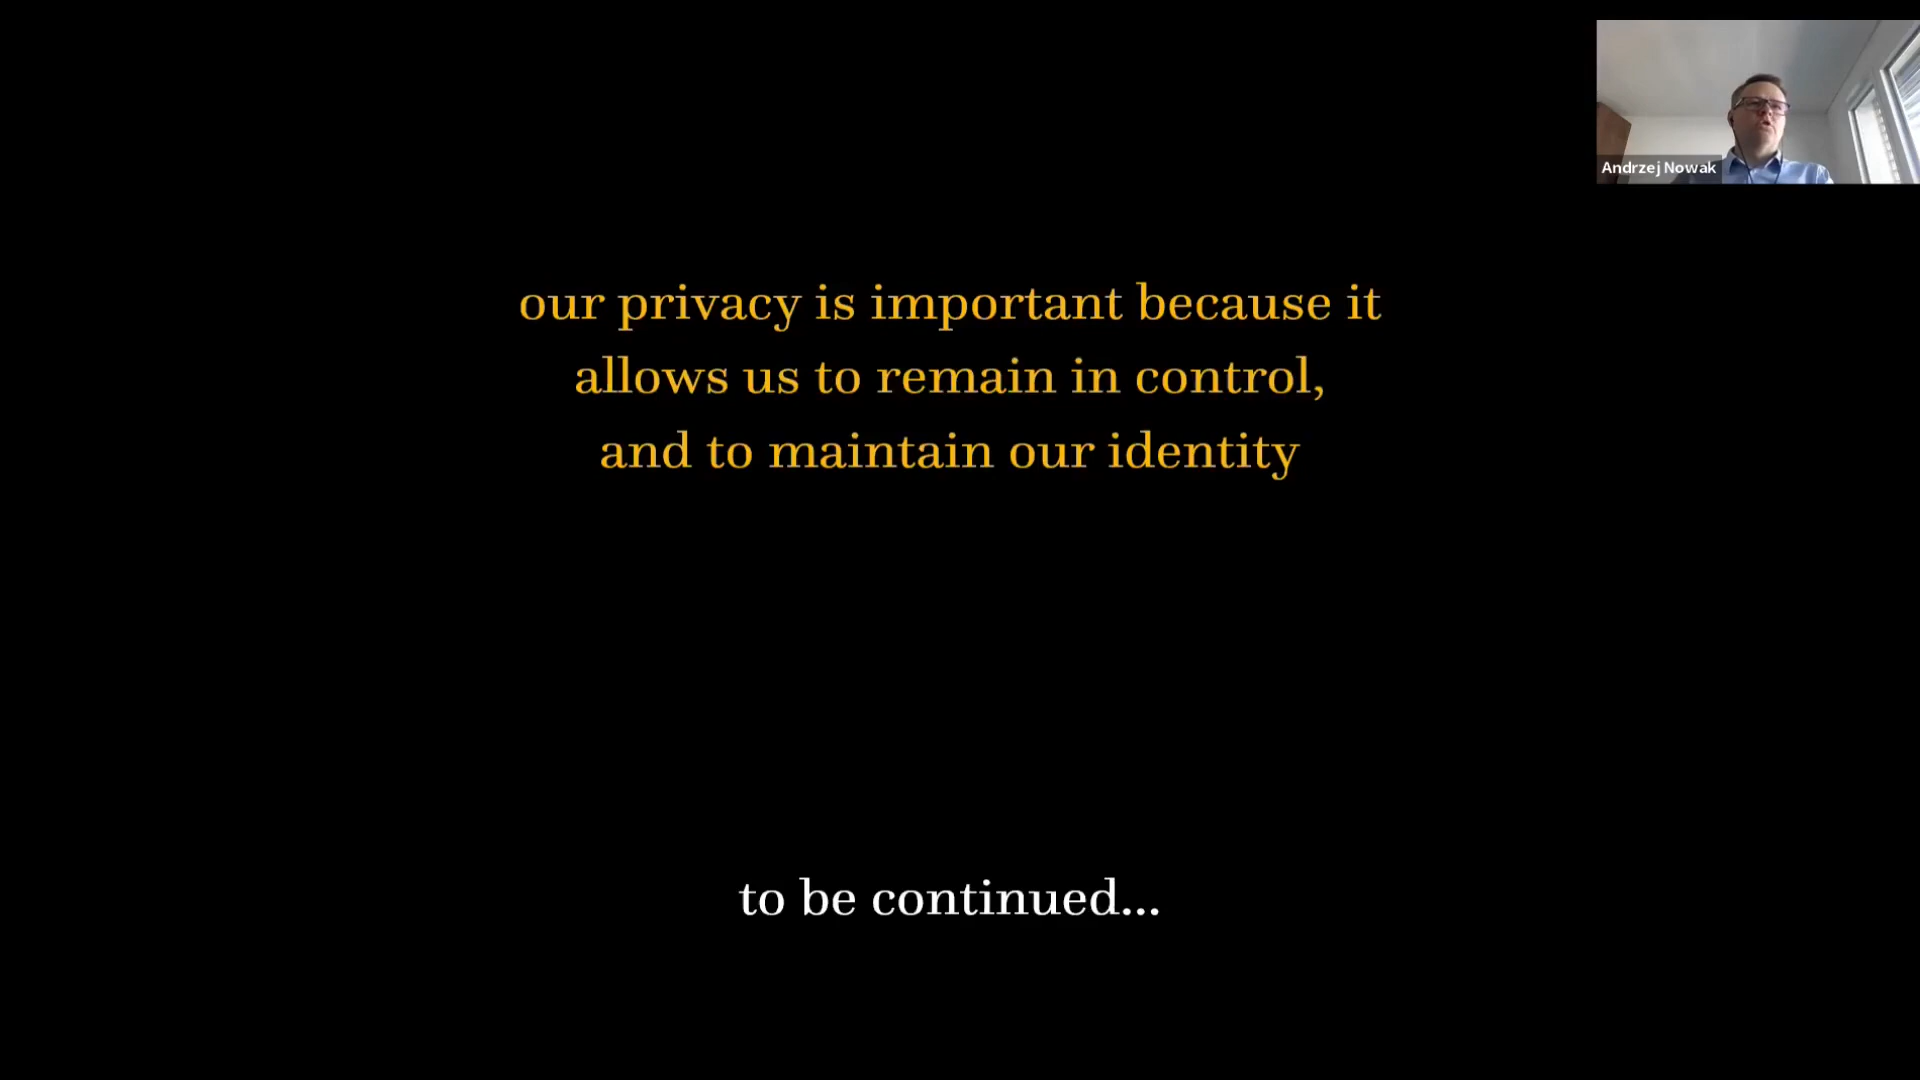 Andrzej Nowak
our privacy is important because it
allows us to remain in control,
and to maintain our identity
to be continued...